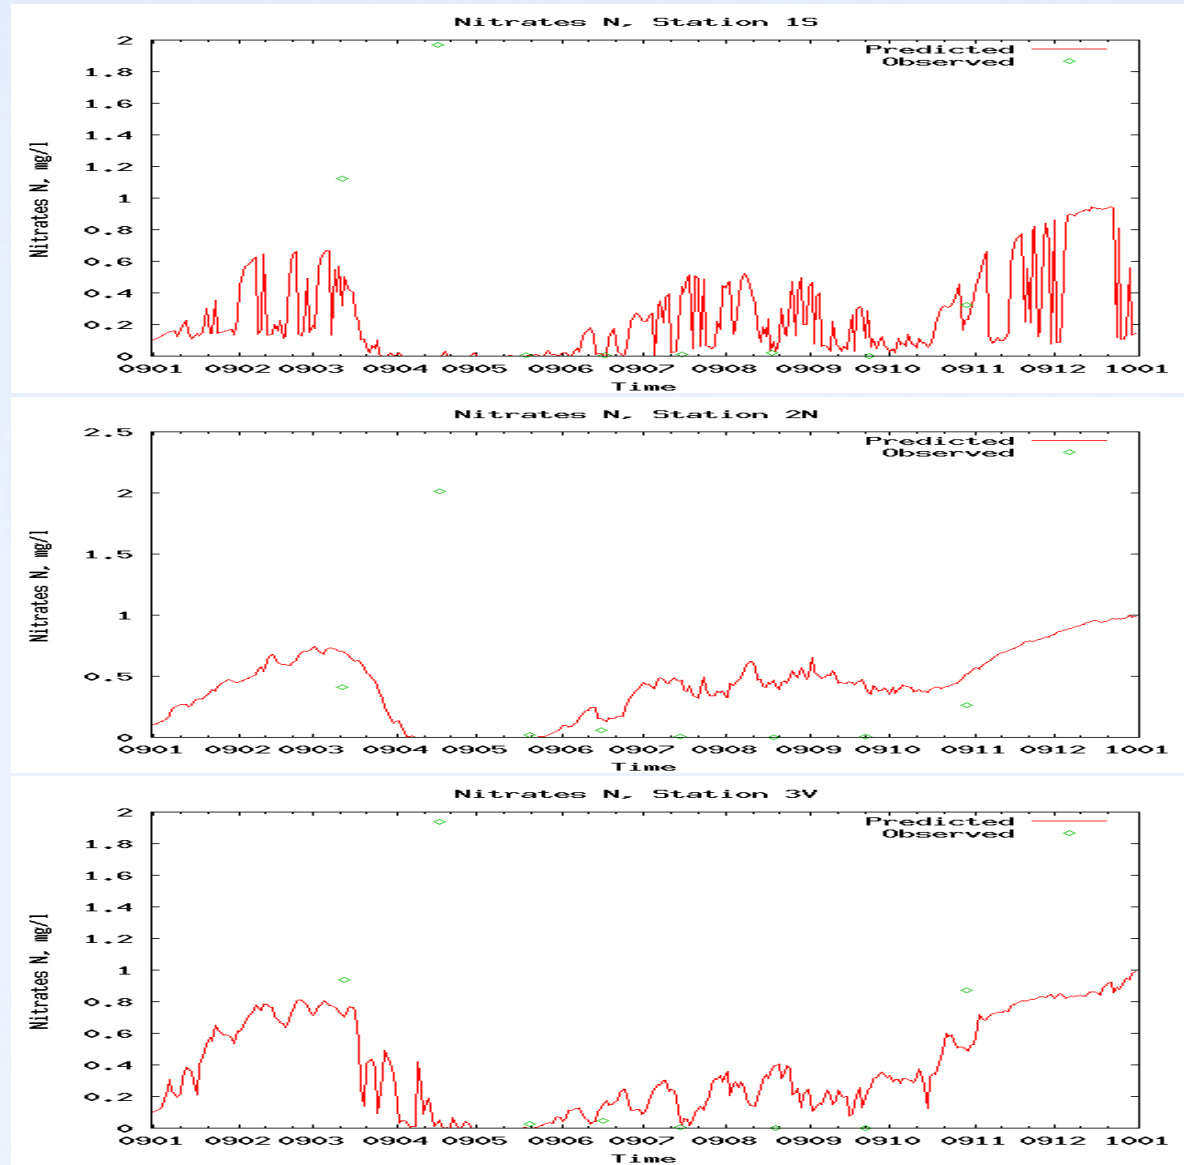 Nitrates N, Station 1S
Nitrates N, mg/l
2
1.8
1.6
1.4
1.2
1
0.8
0.6
0.4
0.2
0
Predicted
Observed
0901 0902 0903 0904 0905 0906 0907 0908 0909 0910 0911 0912 1001
Time
Nitrates N, Station 2N
Nitrates N, mg/l
2.5
2
1.5
1
0.5
0
Predicted
Observed
0901 0902 0903 0904 0905 0906 0907 0908 0909 0910 0911 0912 1001
Time
Nitrates N, Station 3V
Nitrates N, mg/l
2
1.8
1.6
1.4
1.2
1
0.8
0.6
0.4
0.2
0
Predicted
Observed
0901 0902 0903 0904 0905 0906 0907 0908 0909 0910 0911 0912 1001
Time